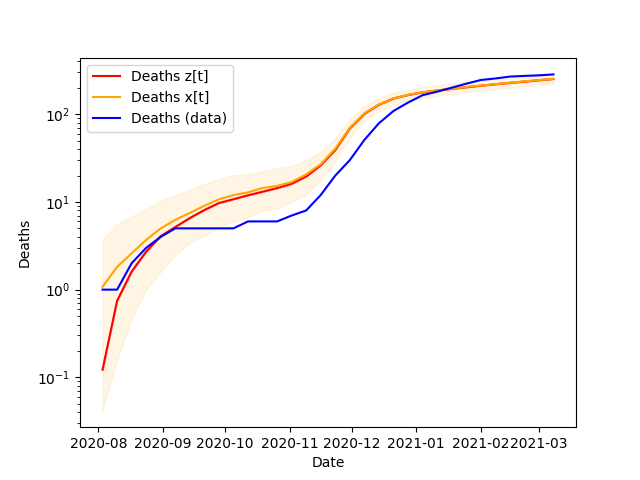 Deaths z[t]
Deaths x[t]
Deaths (data)
Deaths
10²
10¹
10⁰
10⁻¹
2020-08 2020-09 2020-10 2020-11 2020-12 2021-01 2021-02 2021-03
Date